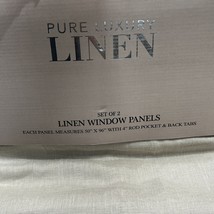 PURE LUXURY
LINEN
SET OF 2
LINEN WINDOW PANELS
EACH PANEL MEASURES 50" X 96" WITH 4" ROD POCKET & BACK TABS